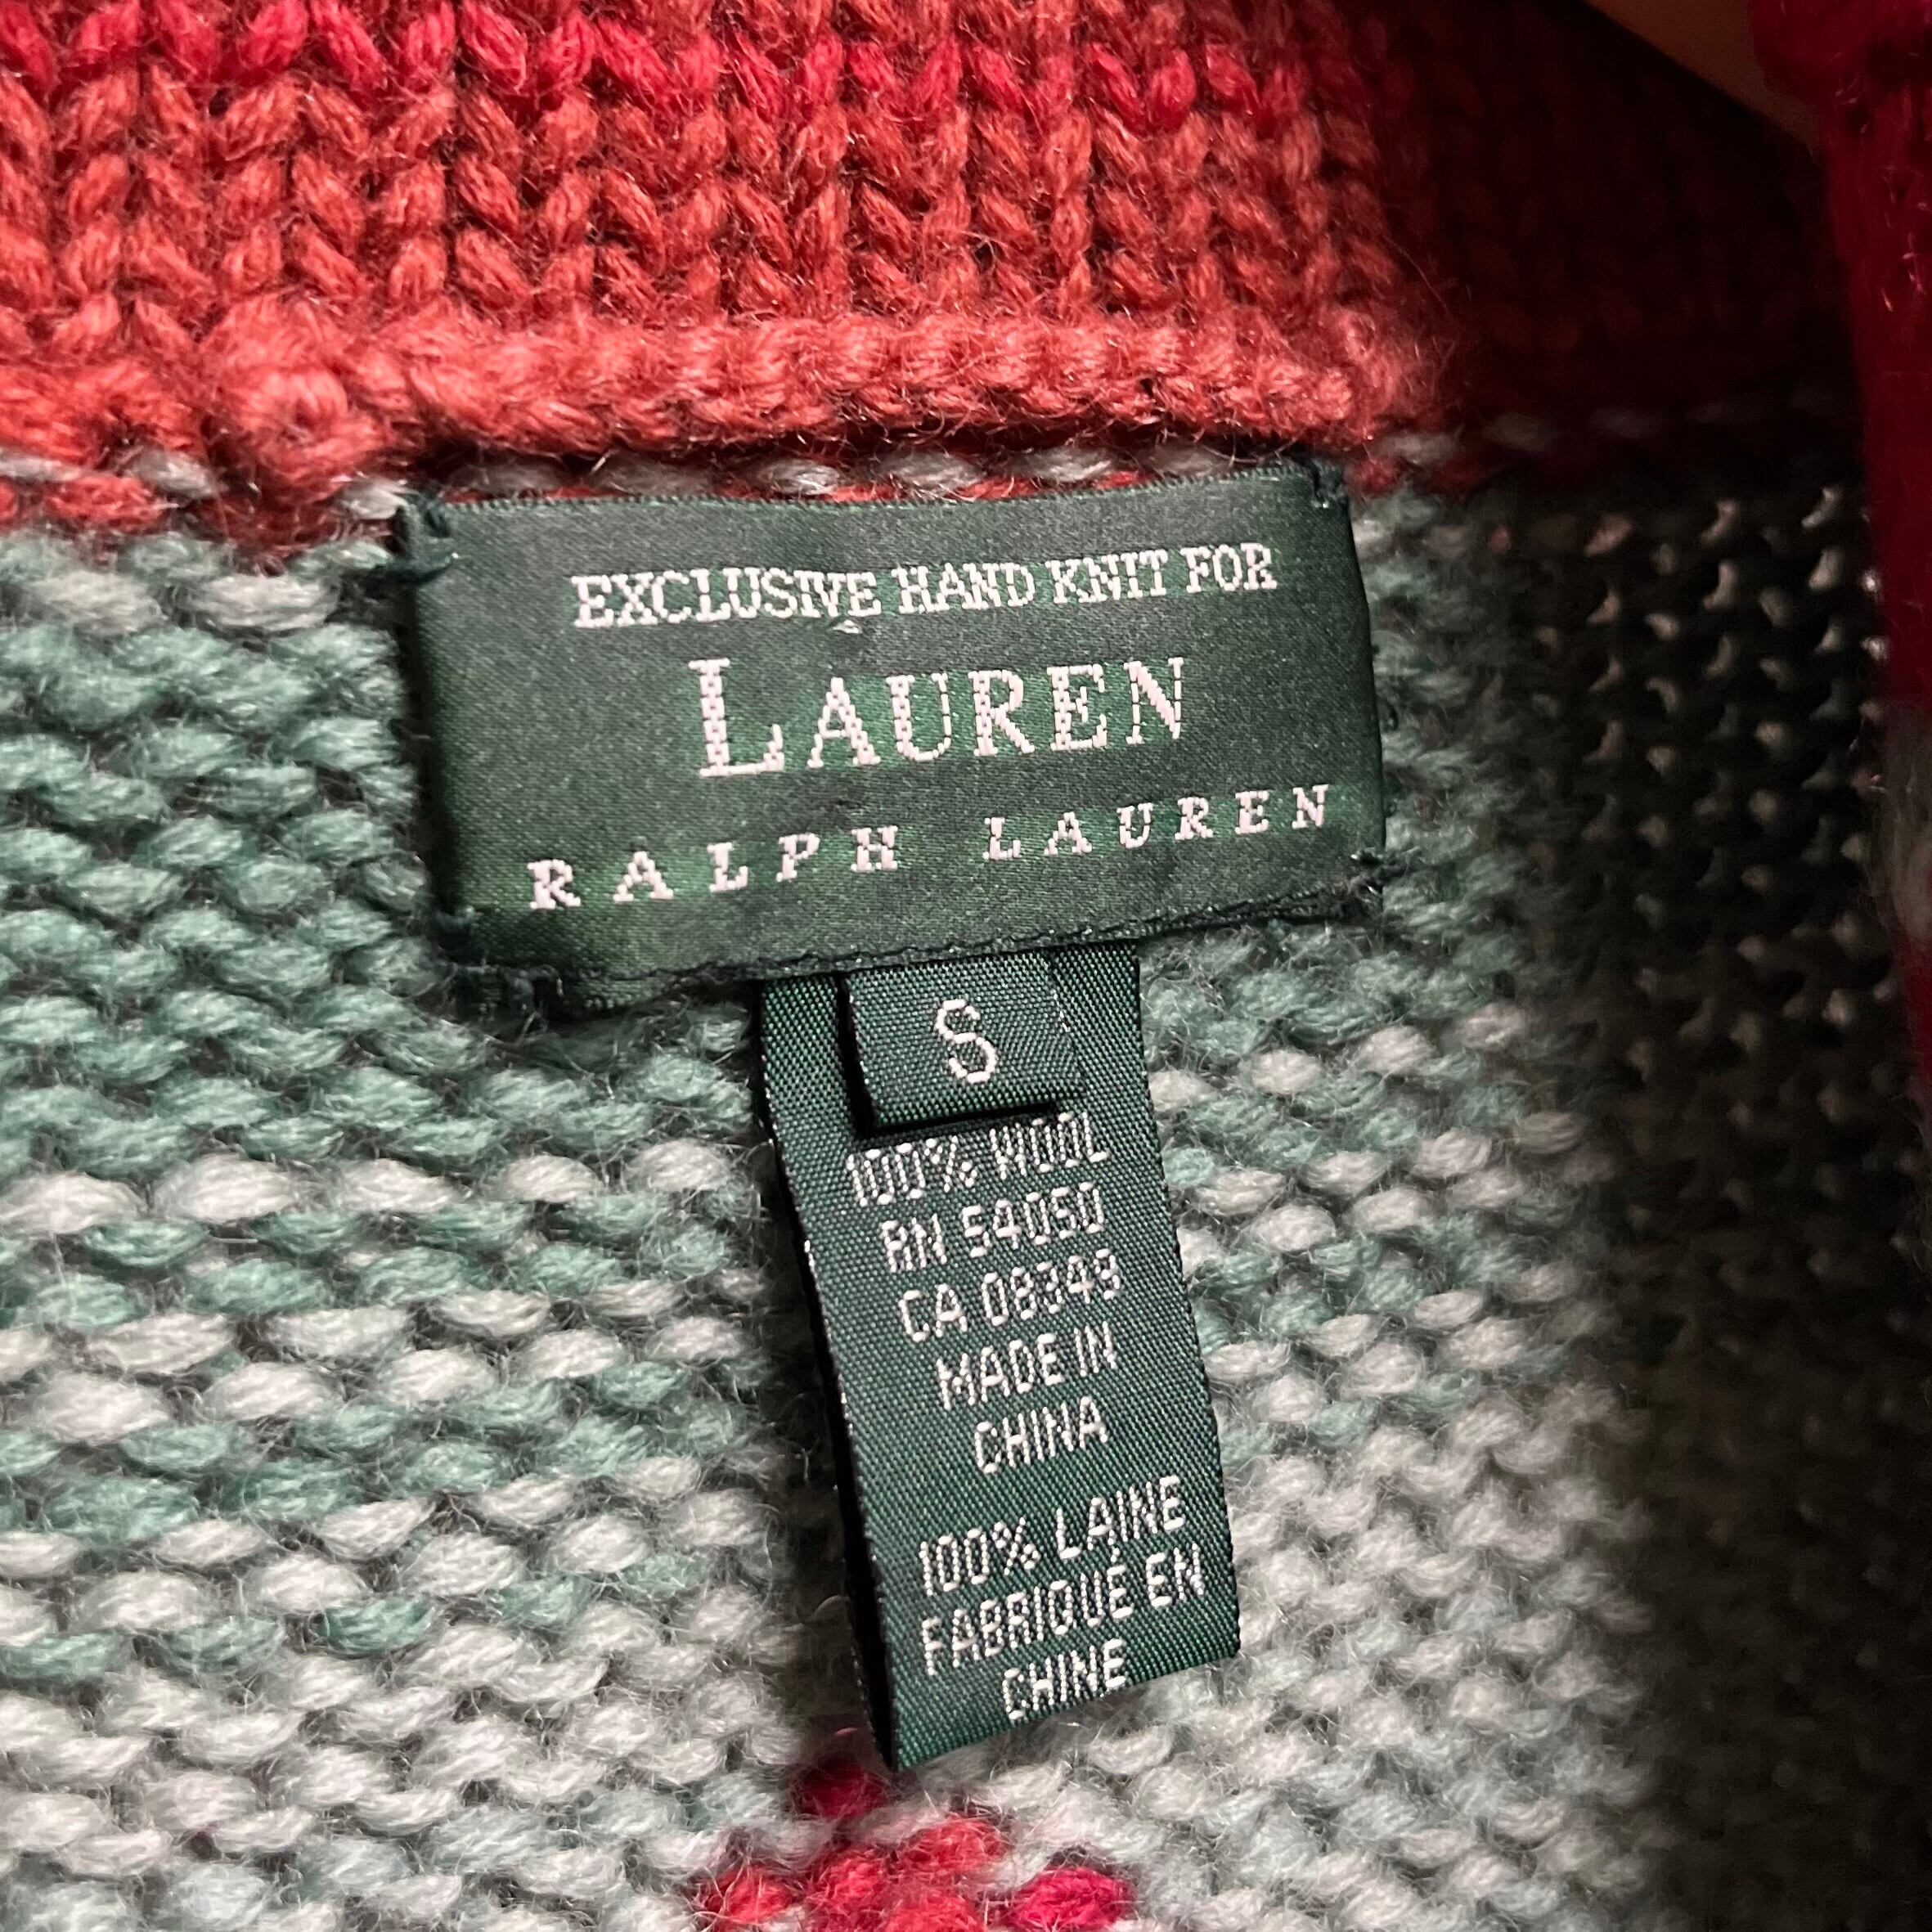 EXCLUSIVE HAND KNIT FOR
LAUREN
RALPH LAUREN
S
100% WOOL
RN 54050
CA 08349
MADE IN
CHINA
100% LAINE
FABRIQUÉ EN
CHINE